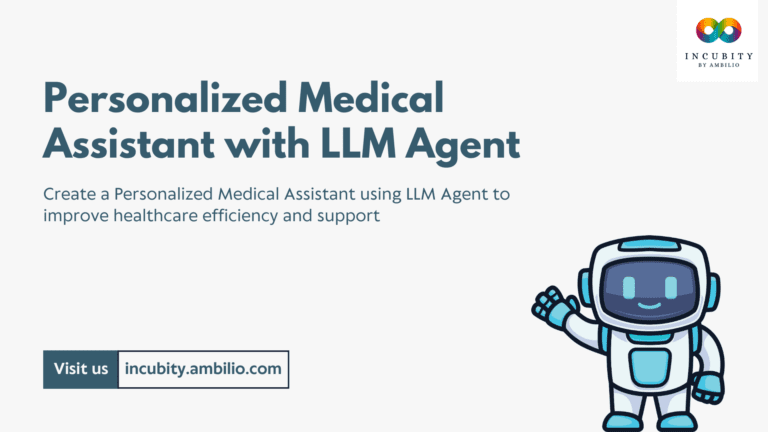 INCUBITY
BY AMBILIO
Personalized Medical
Assistant with LLM Agent
Create a Personalized Medical Assistant using LLM Agent to
improve healthcare efficiency and support
Visit us incubity.ambilio.com